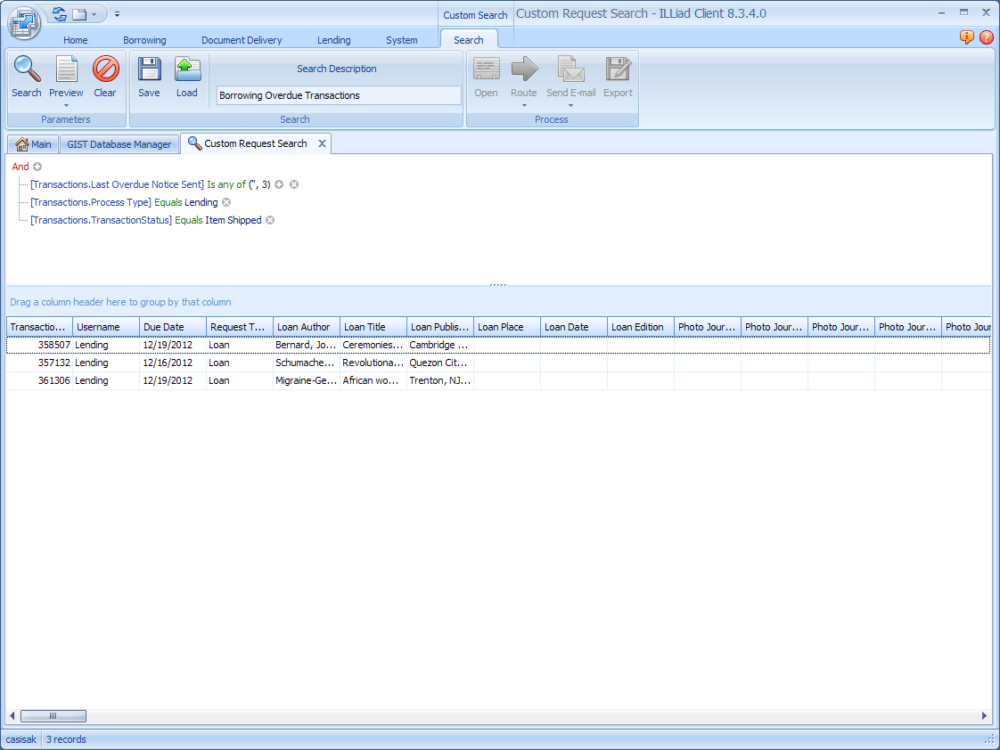 Custom Search
Custom Request Search - ILLiad Client 8.3.4.0
Home Borrowing Document Delivery Lending System Search
Search Preview Clear Save Load
Search Description
Borrowing Overdue Transactions
Open Route Send E-mail Export
Parameters Search Process
Main GIST Database Manager Custom Request Search
And
[Transactions.Last Overdue Notice Sent] Is any of ('', 3)
[Transactions.Process Type] Equals Lending
[Transactions.TransactionStatus] Equals Item Shipped
Drag a column header here to group by that column
Transactio... Username Due Date Request T... Loan Author Loan Title Loan Publis... Loan Place Loan Date Loan Edition Photo Jour... Photo Jour... Photo Jour... Photo Jour... Photo Jour
358507 Lending 12/19/2012 Loan Bernard, Jo... Ceremonies... Cambridge ...
357132 Lending 12/16/2012 Loan Schumache... Revolutiona... Quezon Cit...
361306 Lending 12/19/2012 Loan Migraine-Ge... African wo... Trenton, NJ...
casisak 3 records